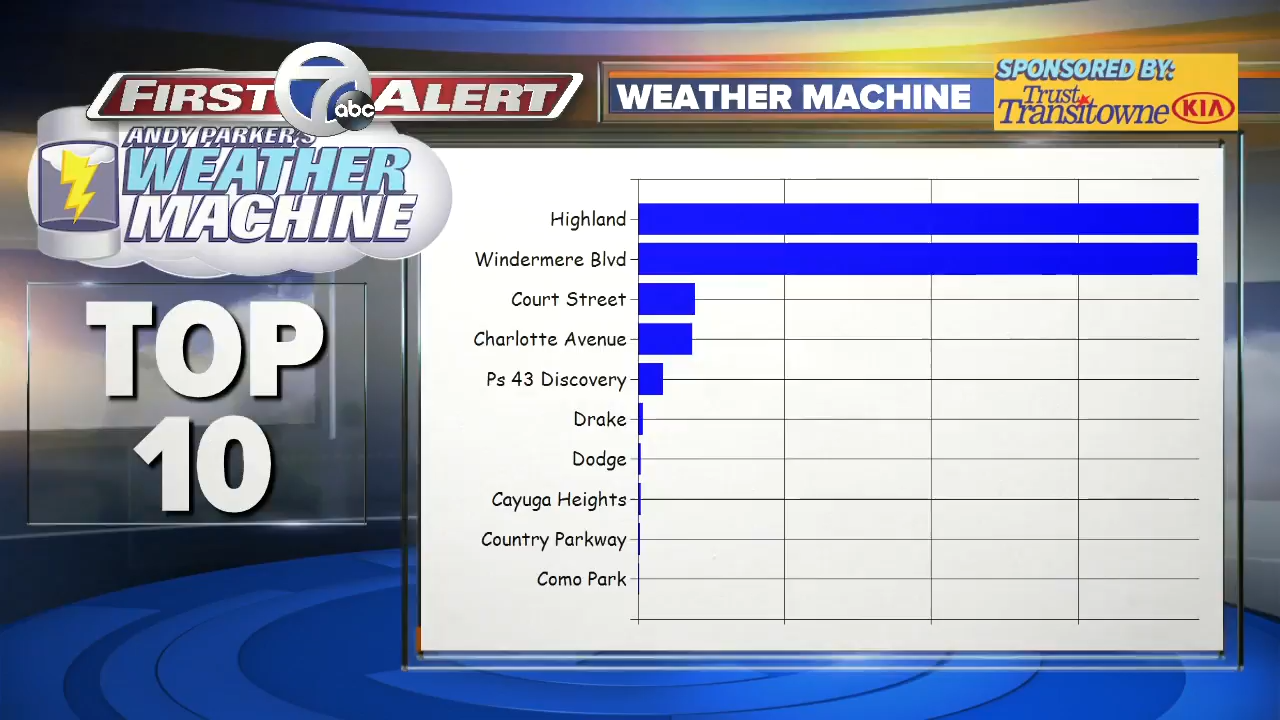 FIRST 7 abc ALERT
WEATHER MACHINE
SPONSORED BY:
Trust
Transitowne
KIA
ANDY PARKER'S
WEATHER
MACHINE
TOP
10
Highland
Windermere Blvd
Court Street
Charlotte Avenue
Ps 43 Discovery
Drake
Dodge
Cayuga Heights
Country Parkway
Como Park